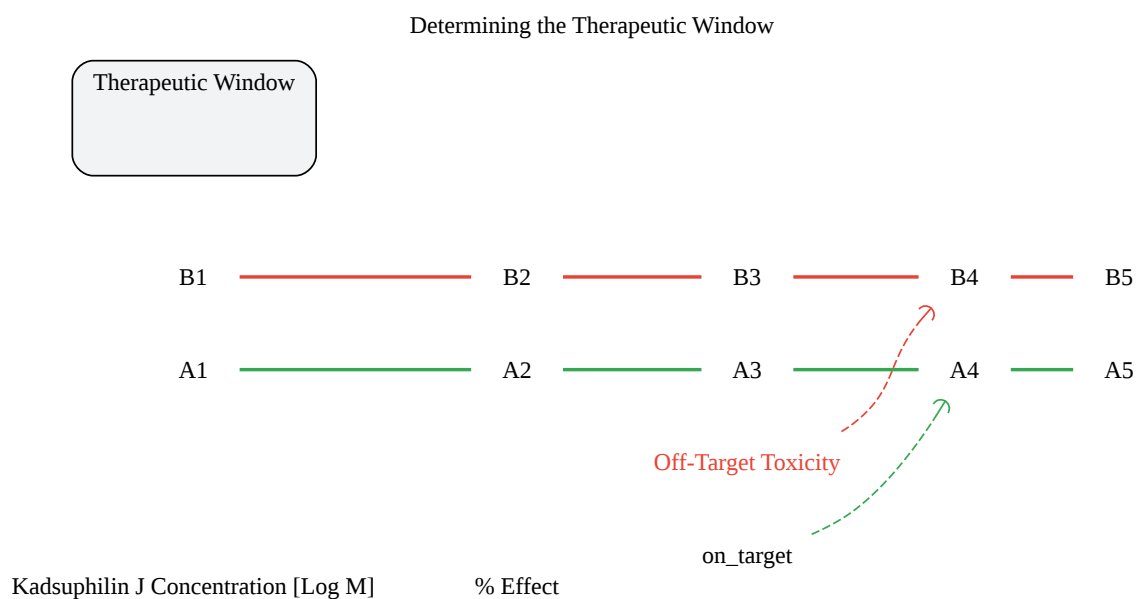 Determining the Therapeutic Window
Therapeutic Window
B1 B2 B3 B4 B5
A1 A2 A3 A4 A5
Off-Target Toxicity
on_target
Kadsuphilin J Concentration [Log M] % Effect